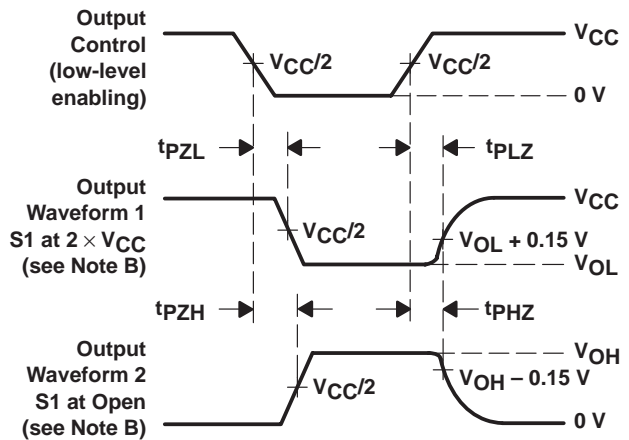 Output
Control
(low-level
enabling)
VCC/2
VCC/2
VCC
0 V
tPZL
tPLZ
Output
Waveform 1
S1 at 2 × VCC
(see Note B)
VCC/2
VCC
VOL + 0.15 V
VOL
tPZH
tPHZ
Output
Waveform 2
S1 at Open
(see Note B)
VCC/2
VOH
VOH − 0.15 V
0 V